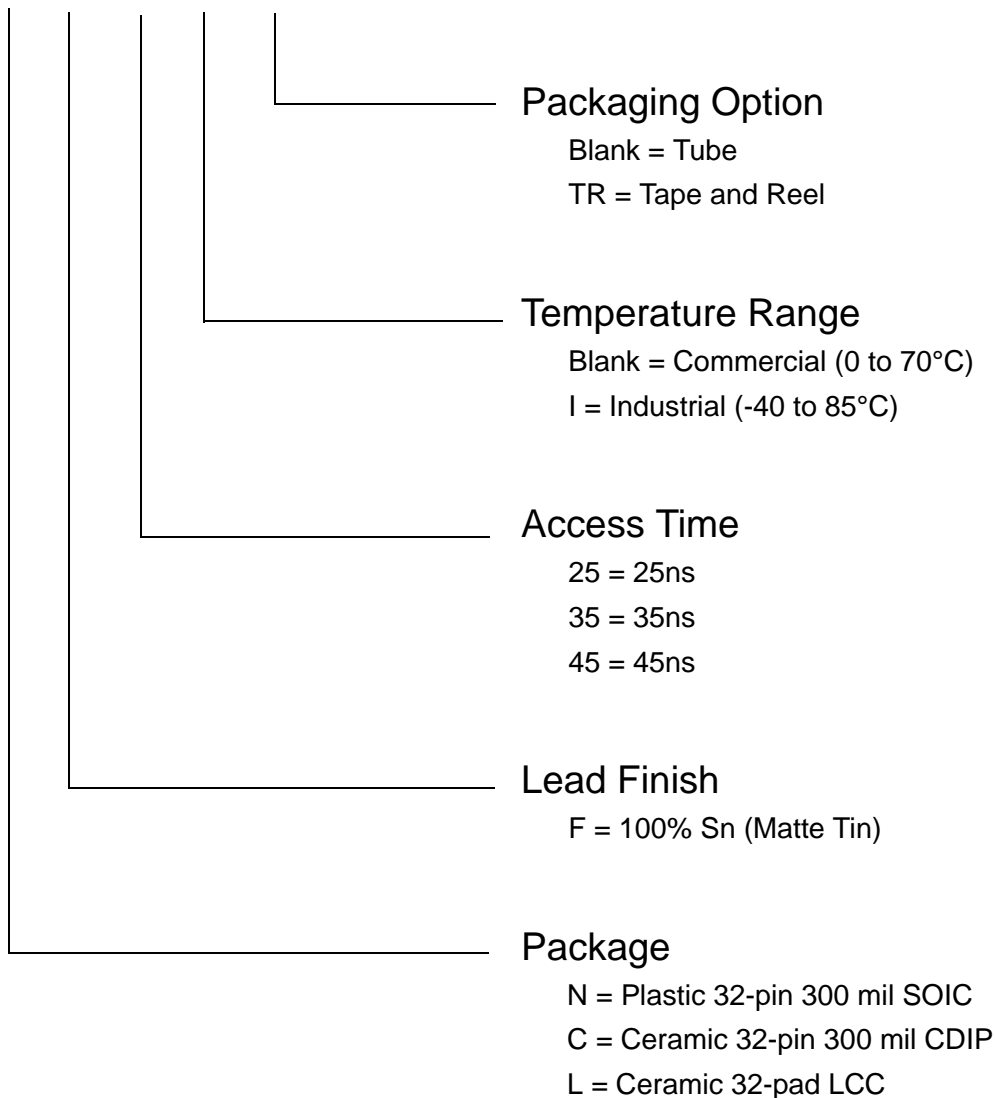 Packaging Option
Blank = Tube
TR = Tape and Reel
Temperature Range
Blank = Commercial (0 to 70°C)
I = Industrial (-40 to 85°C)
Access Time
25 = 25ns
35 = 35ns
45 = 45ns
Lead Finish
F = 100% Sn (Matte Tin)
Package
N = Plastic 32-pin 300 mil SOIC
C = Ceramic 32-pin 300 mil CDIP
L = Ceramic 32-pad LCC